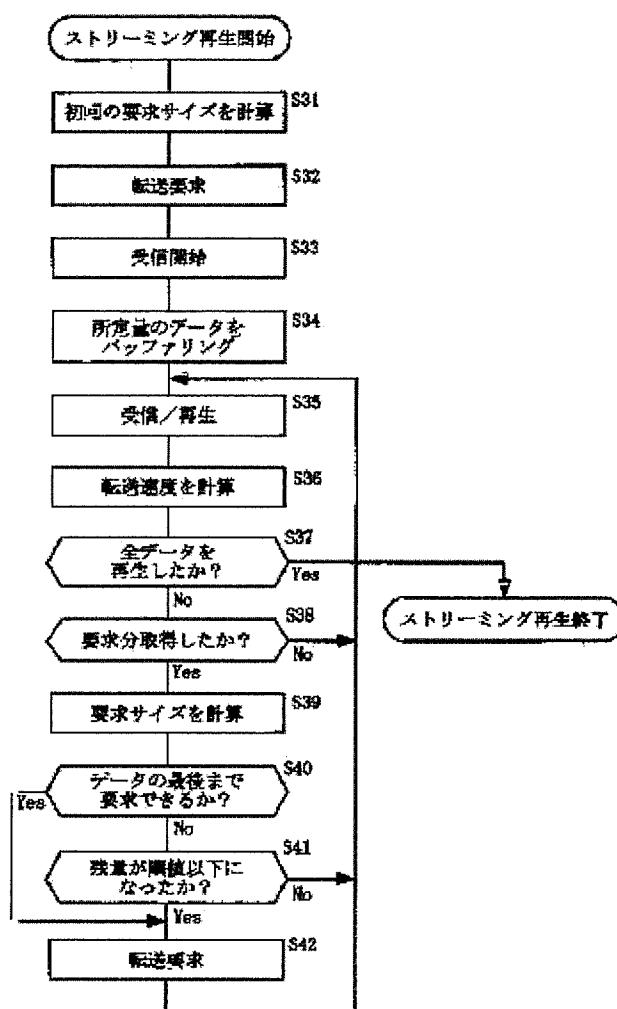 ストリーミング再生開始
S31
初回の要求サイズを計算
S32
転送要求
S33
受信開始
S34
所定量のデータを
バッファリング
S35
受信／再生
S36
転送速度を計算
S37
全データを
再生したか？
Yes
No
ストリーミング再生終了
S38
要求分取得したか？
No
Yes
S39
要求サイズを計算
S40
データの最後まで
要求できるか？
Yes
No
S41
残量が閾値以下に
なったか？
No
Yes
S42
転送要求